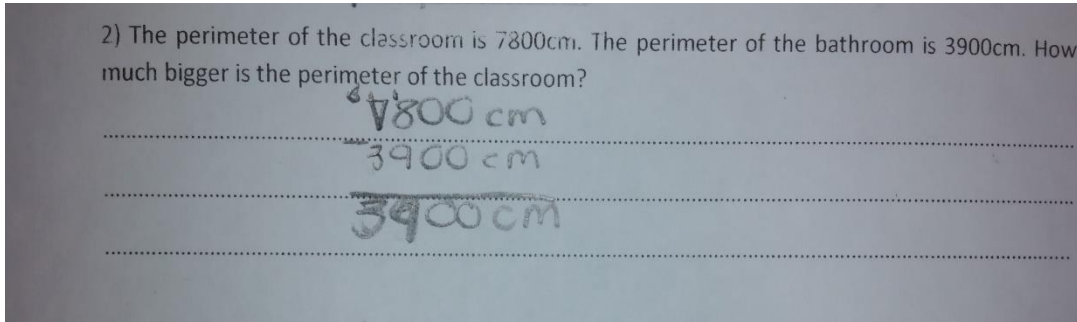 2) The perimeter of the classroom is 7800cm. The perimeter of the bathroom is 3900cm. How
much bigger is the perimeter of the classroom?
7800 cm
- 3900 cm
3900 cm